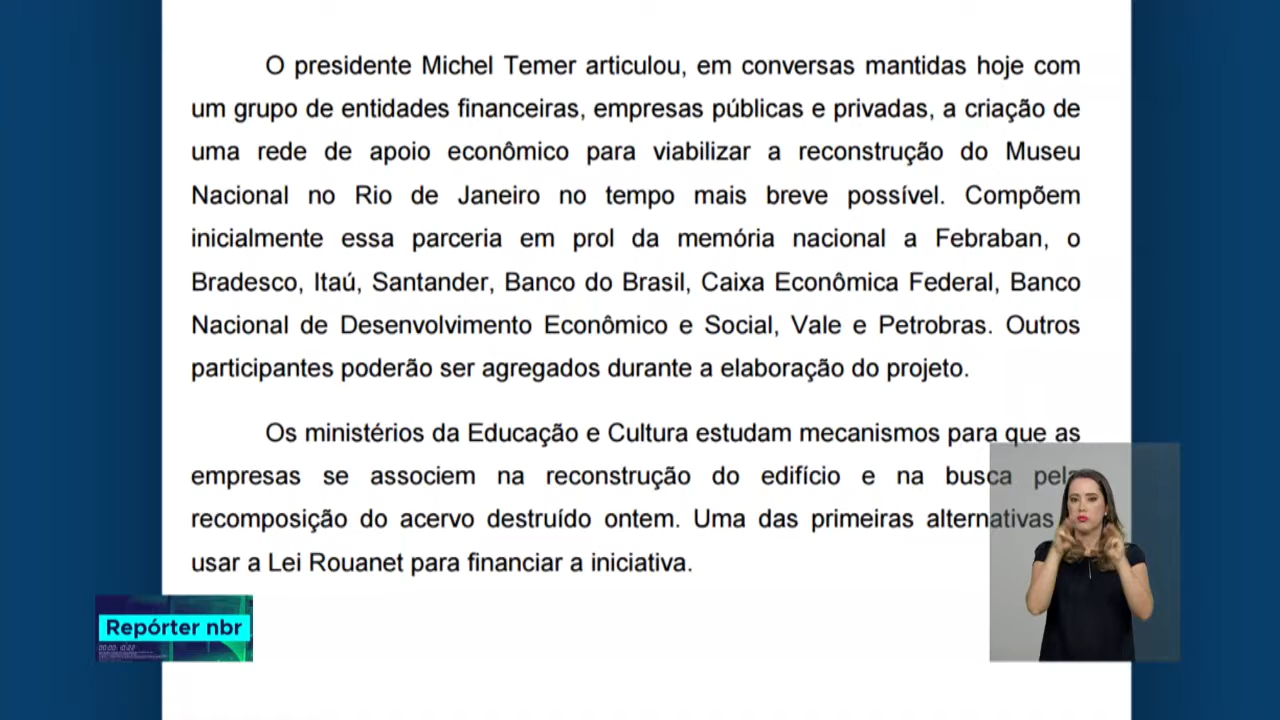 O presidente Michel Temer articulou, em conversas mantidas hoje com
um grupo de entidades financeiras, empresas públicas e privadas, a criação de
uma rede de apoio econômico para viabilizar a reconstrução do Museu
Nacional no Rio de Janeiro no tempo mais breve possível. Compõem
inicialmente essa parceria em prol da memória nacional a Febraban, o
Bradesco, Itaú, Santander, Banco do Brasil, Caixa Econômica Federal, Banco
Nacional de Desenvolvimento Econômico e Social, Vale e Petrobras. Outros
participantes poderão ser agregados durante a elaboração do projeto.
Os ministérios da Educação e Cultura estudam mecanismos para que as
empresas se associem na reconstrução do edifício e na busca pela
recomposição do acervo destruído ontem. Uma das primeiras alternativas
usar a Lei Rouanet para financiar a iniciativa.
Repórter nbr